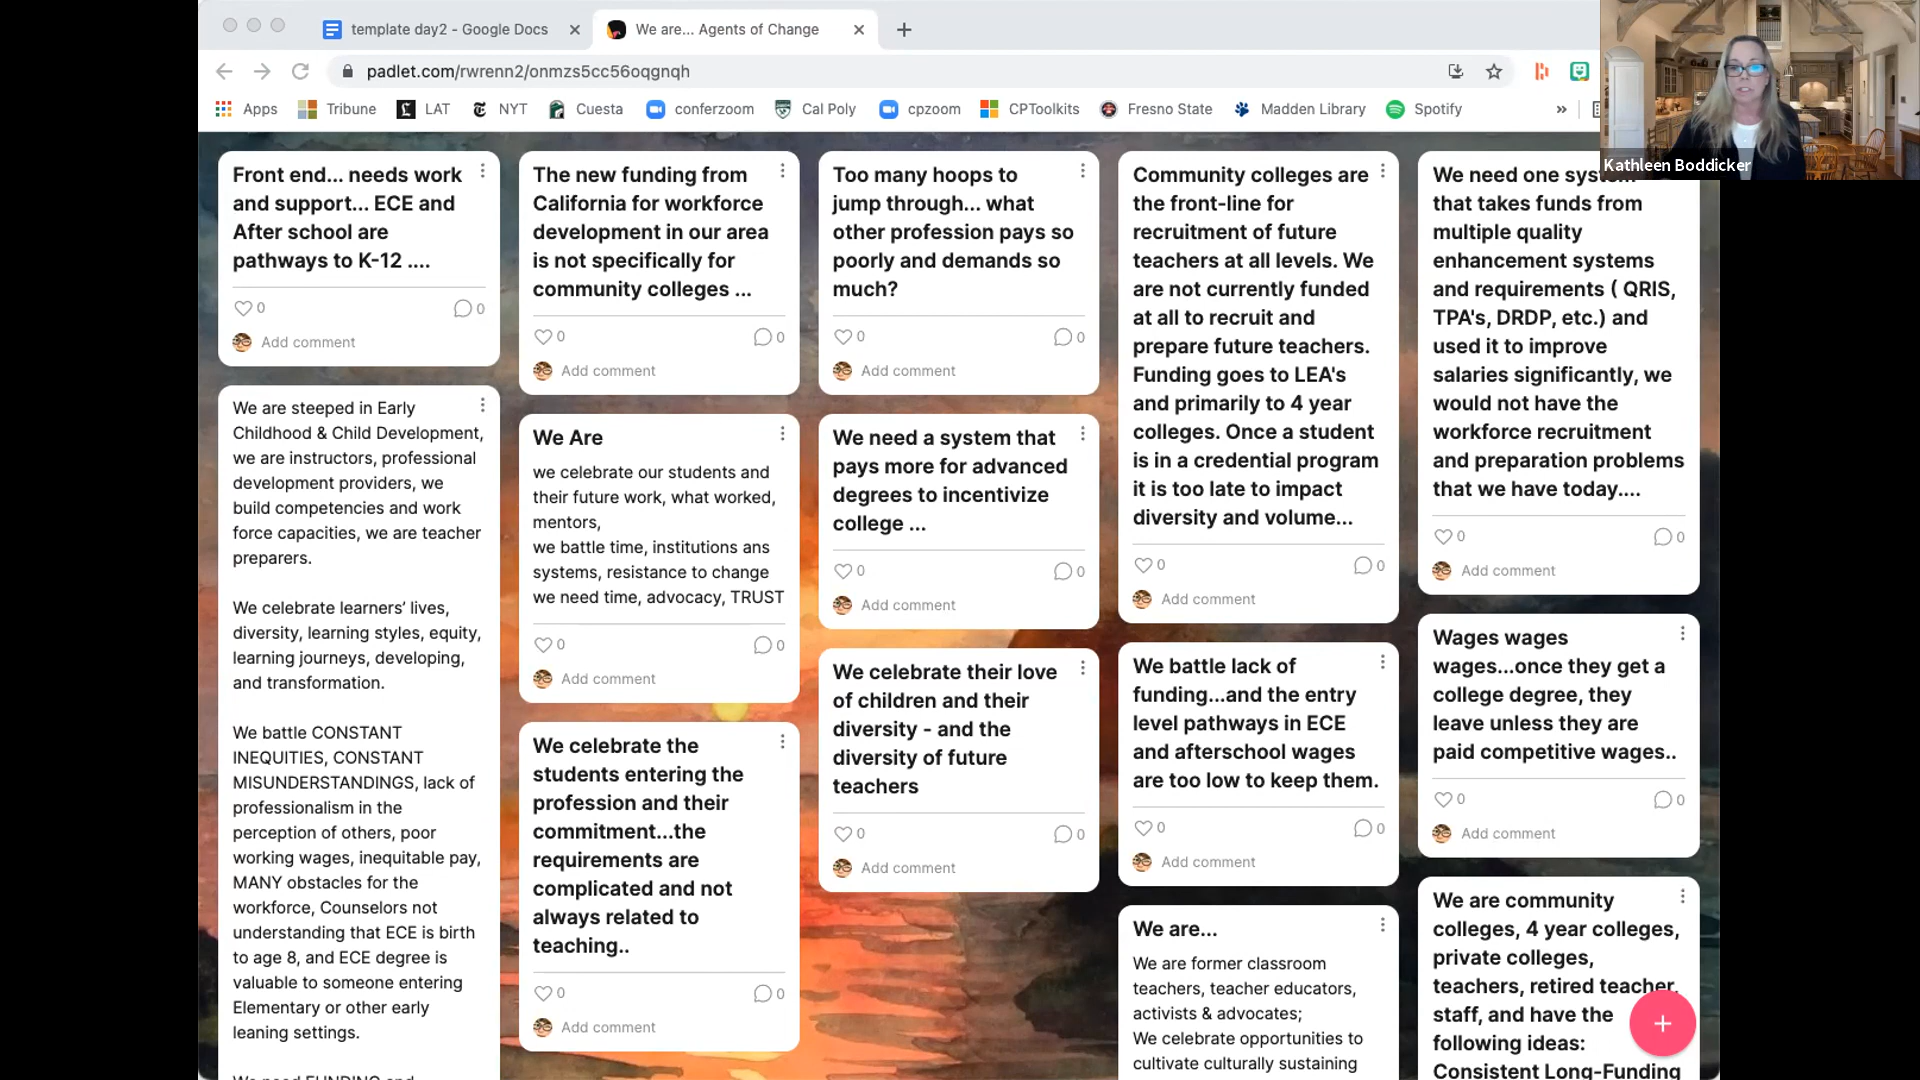 template day2 - Google Docs
We are... Agents of Change
padlet.com/rwrenn2/onmzs5cc56oqgnqh
Apps
Tribune
LAT
NYT
Cuesta
conferzoom
Cal Poly
cpzoom
CPToolkits
Fresno State
Madden Library
Spotify
Kathleen Boddicker
Front end... needs work
and support... ECE and
After school are
pathways to K-12 ....
0
0
Add comment
We are steeped in Early
Childhood & Child Development,
we are instructors, professional
development providers, we
build competencies and work
force capacities, we are teacher
preparers.
We celebrate learners’ lives,
diversity, learning styles, equity,
learning journeys, developing,
and transformation.
We battle CONSTANT
INEQUITIES, CONSTANT
MISUNDERSTANDINGS, lack of
professionalism in the
perception of others, poor
working wages, inequitable pay,
MANY obstacles for the
workforce, Counselors not
understanding that ECE is birth
to age 8, and ECE degree is
valuable to someone entering
Elementary or other early
leaning settings.
We need FUNDING and
The new funding from
California for workforce
development in our area
is not specifically for
community colleges ...
0
0
Add comment
We Are
we celebrate our students and
their future work, what worked,
mentors,
we battle time, institutions ans
systems, resistance to change
we need time, advocacy, TRUST
0
0
Add comment
We celebrate the
students entering the
profession and their
commitment...the
requirements are
complicated and not
always related to
teaching..
0
0
Add comment
Too many hoops to
jump through... what
other profession pays so
poorly and demands so
much?
0
0
Add comment
We need a system that
pays more for advanced
degrees to incentivize
college ...
0
0
Add comment
We celebrate their love
of children and their
diversity - and the
diversity of future
teachers
0
0
Add comment
Community colleges are
the front-line for
recruitment of future
teachers at all levels. We
are not currently funded
at all to recruit and
prepare future teachers.
Funding goes to LEA's
and primarily to 4 year
colleges. Once a student
is in a credential program
it is too late to impact
diversity and volume...
0
0
Add comment
We battle lack of
funding...and the entry
level pathways in ECE
and afterschool wages
are too low to keep them.
0
0
Add comment
We are...
We are former classroom
teachers, teacher educators,
activists & advocates;
We celebrate opportunities to
cultivate culturally sustaining
We need one system
that takes funds from
multiple quality
enhancement systems
and requirements ( QRIS,
TPA's, DRDP, etc.) and
used it to improve
salaries significantly, we
would not have the
workforce recruitment
and preparation problems
that we have today....
0
0
Add comment
Wages wages
wages...once they get a
college degree, they
leave unless they are
paid competitive wages..
0
0
Add comment
We are community
colleges, 4 year colleges,
private colleges,
teachers, retired teacher,
staff, and have the
following ideas:
Consistent Long-Funding